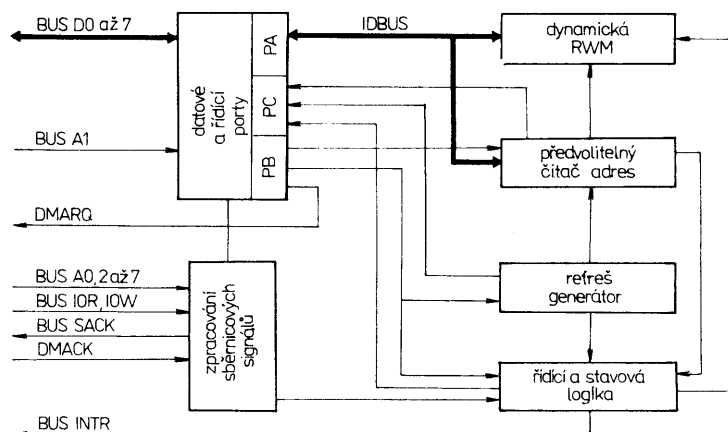 BUS D0 až 7
BUS A1
DMARQ
BUS A0, 2 až 7
BUS IOR, IOW
BUS SACK
DMACK
BUS INTR
datové
a řídící
porty
PA
PC
PB
zpracování
sběrnicových
signálů
IDBUS
dynamická
RWM
předvolitelný
čítač adres
refreš
generátor
řídící a stavová
logika